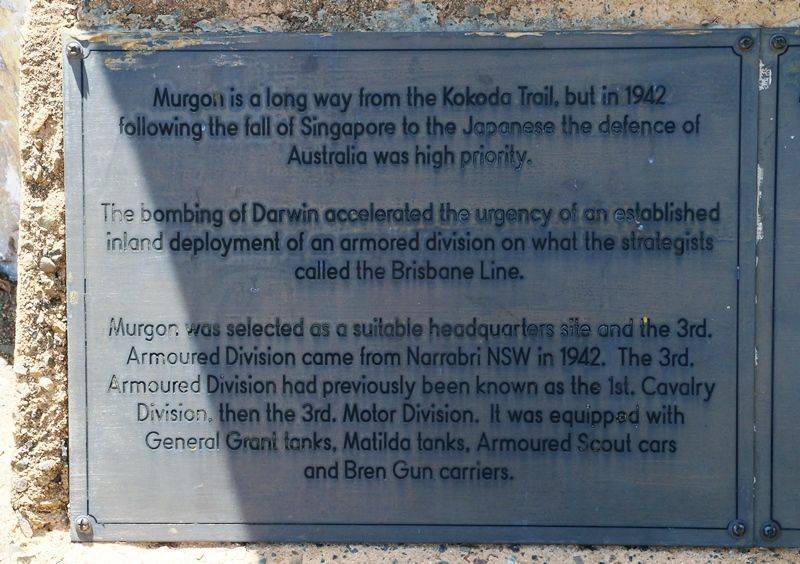 Murgon is a long way from the Kokoda Trail, but in 1942
following the fall of Singapore to the Japanese the defence of
Australia was high priority.
The bombing of Darwin accelerated the urgency of an established
inland deployment of an armored division on what the strategists
called the Brisbane Line.
Murgon was selected as a suitable headquarters site and the 3rd.
Armoured Division came from Narrabri NSW in 1942. The 3rd.
Armoured Division had previously been known as the 1st. Cavalry
Division, then the 3rd. Motor Division. It was equipped with
General Grant tanks, Matilda tanks, Armoured Scout cars
and Bren Gun carriers.